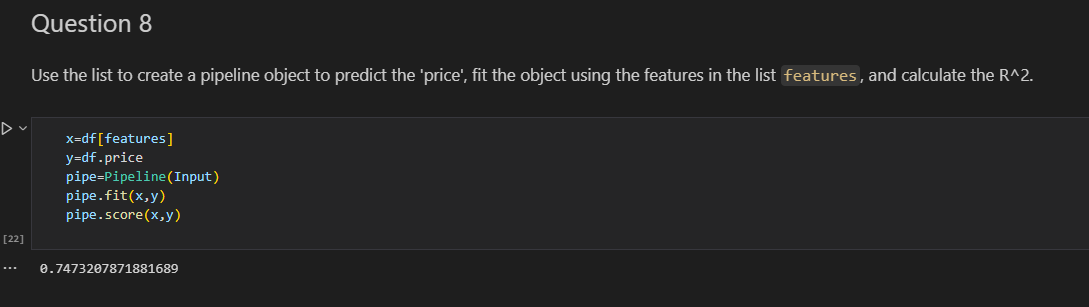 Question 8
Use the list to create a pipeline object to predict the 'price', fit the object using the features in the list features, and calculate the R^2.
x=df[features]
y=df.price
pipe=Pipeline(Input)
pipe.fit(x,y)
pipe.score(x,y)
[22]
... 0.7473207871881689